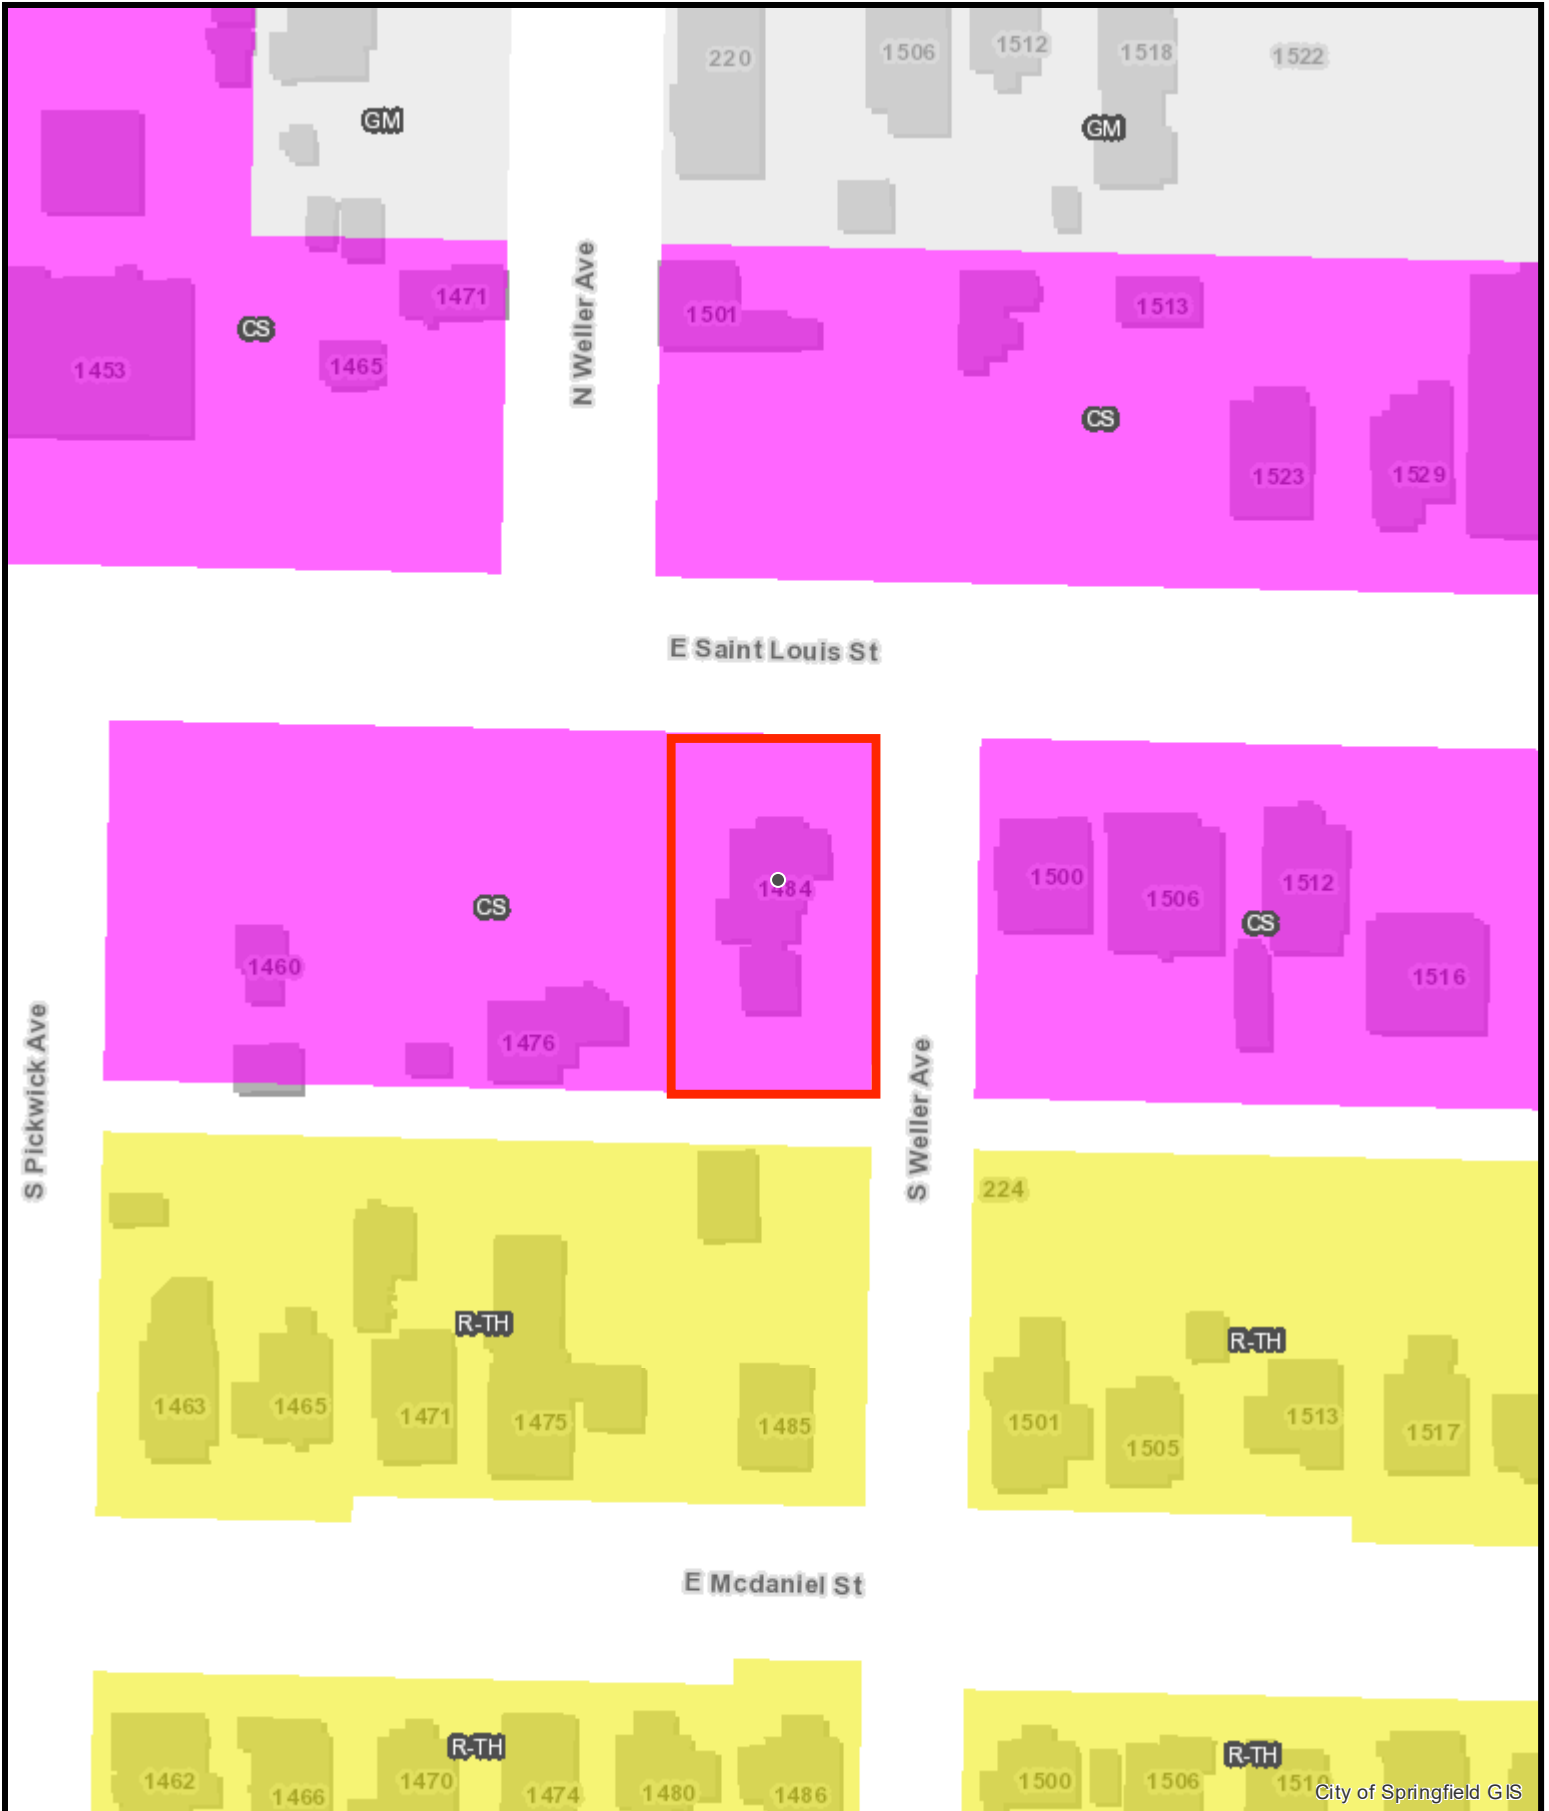 220
1506
1512
1518
1522
GM
GM
N Weller Ave
1471
1501
1513
CS
1453
1465
CS
1523
1529
E Saint Louis St
1484
1500
1506
1512
CS
CS
1460
1516
1476
S Pickwick Ave
S Weller Ave
224
R-TH
R-TH
1463
1465
1471
1475
1485
1501
1505
1513
1517
E Mcdaniel St
R-TH
R-TH
1462
1466
1470
1474
1480
1486
1500
1506
1510
City of Springfield GIS